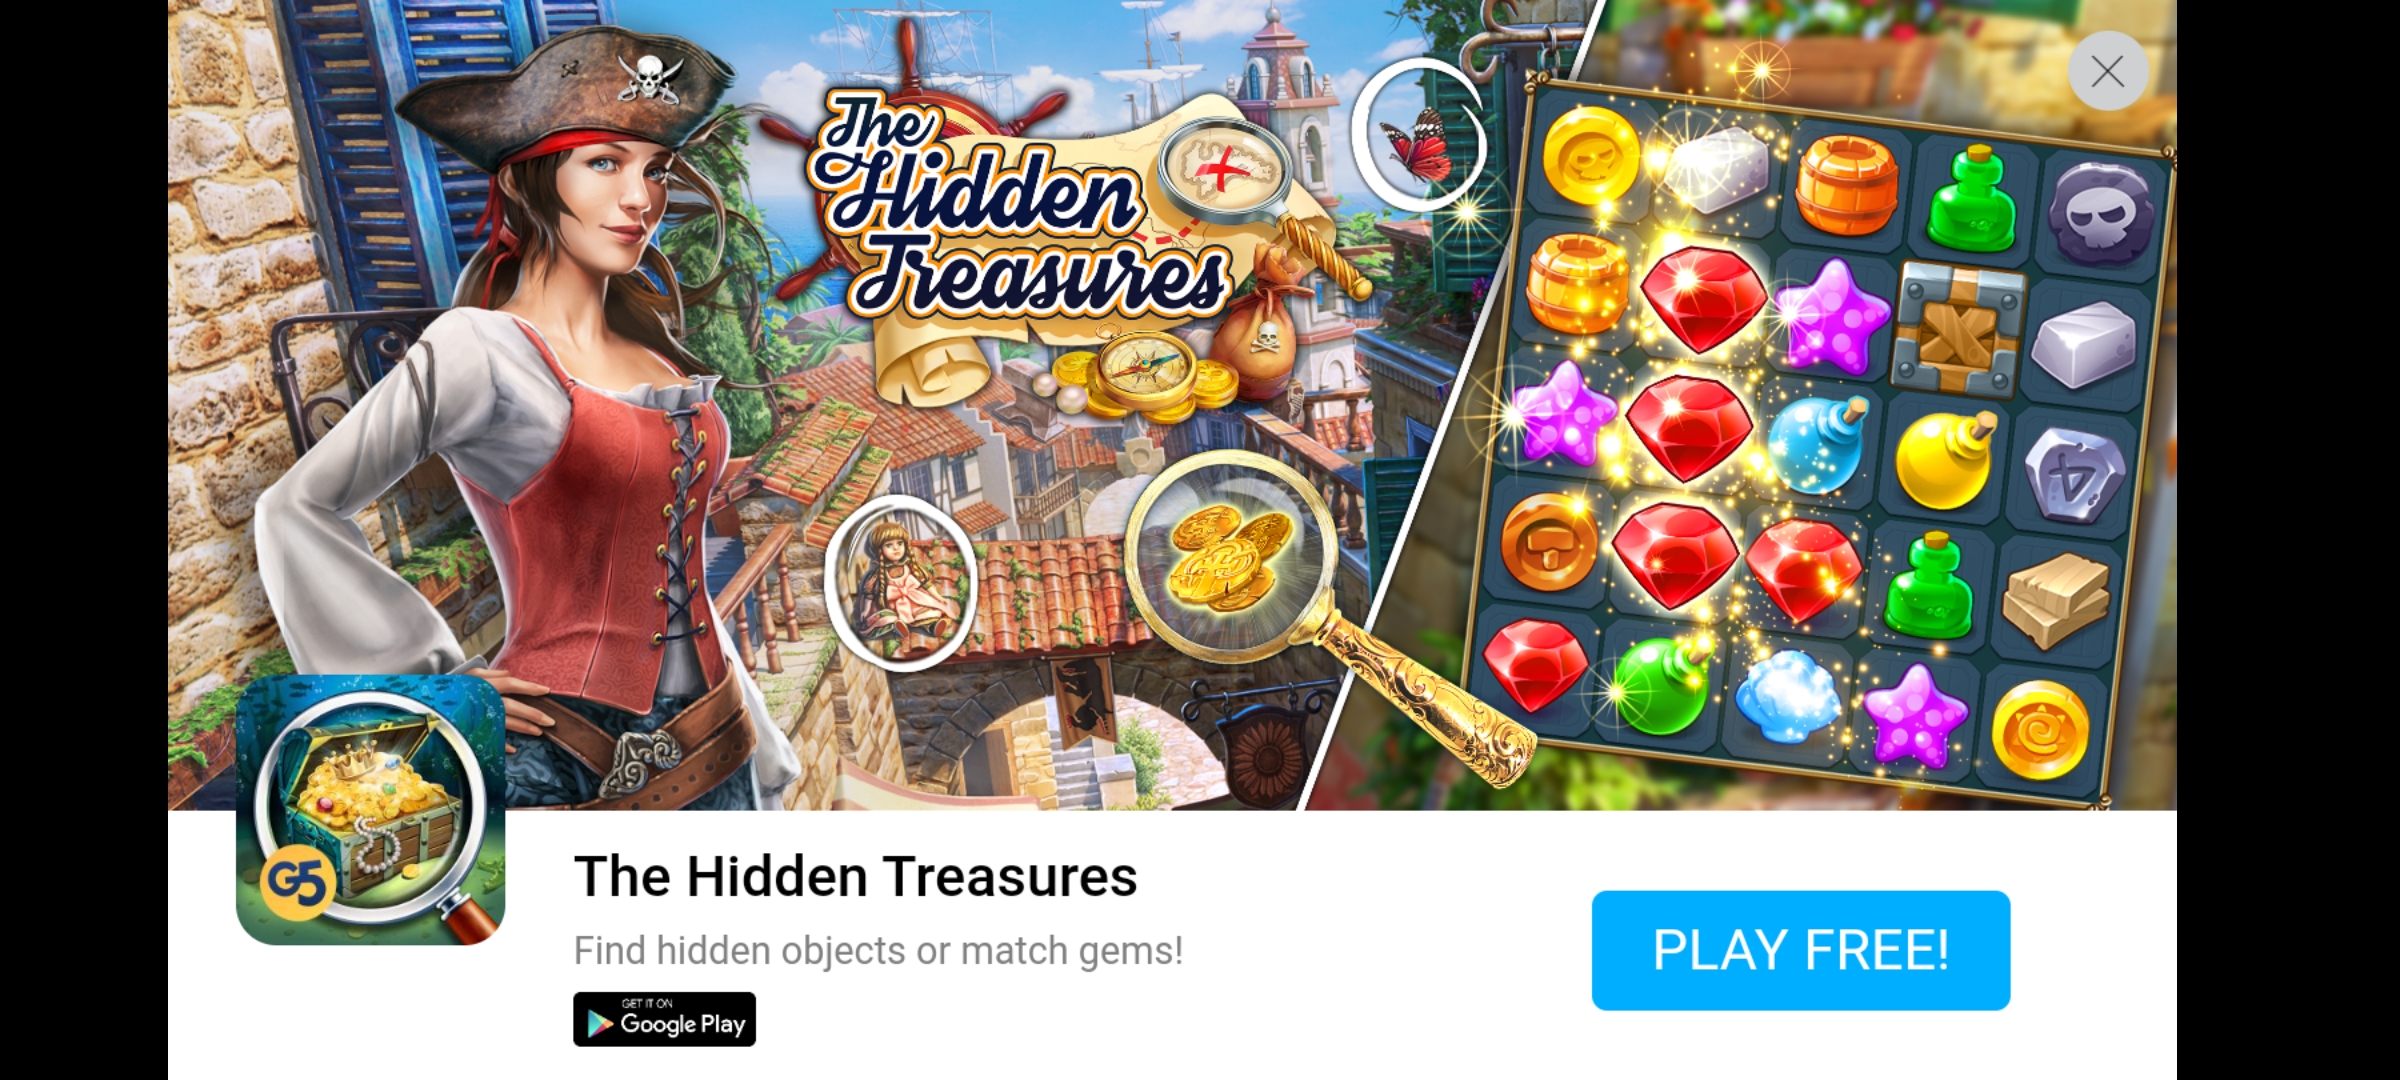 The
Hidden
Treasures
G5
The Hidden Treasures
Find hidden objects or match gems!
GET IT ON
Google Play
PLAY FREE!